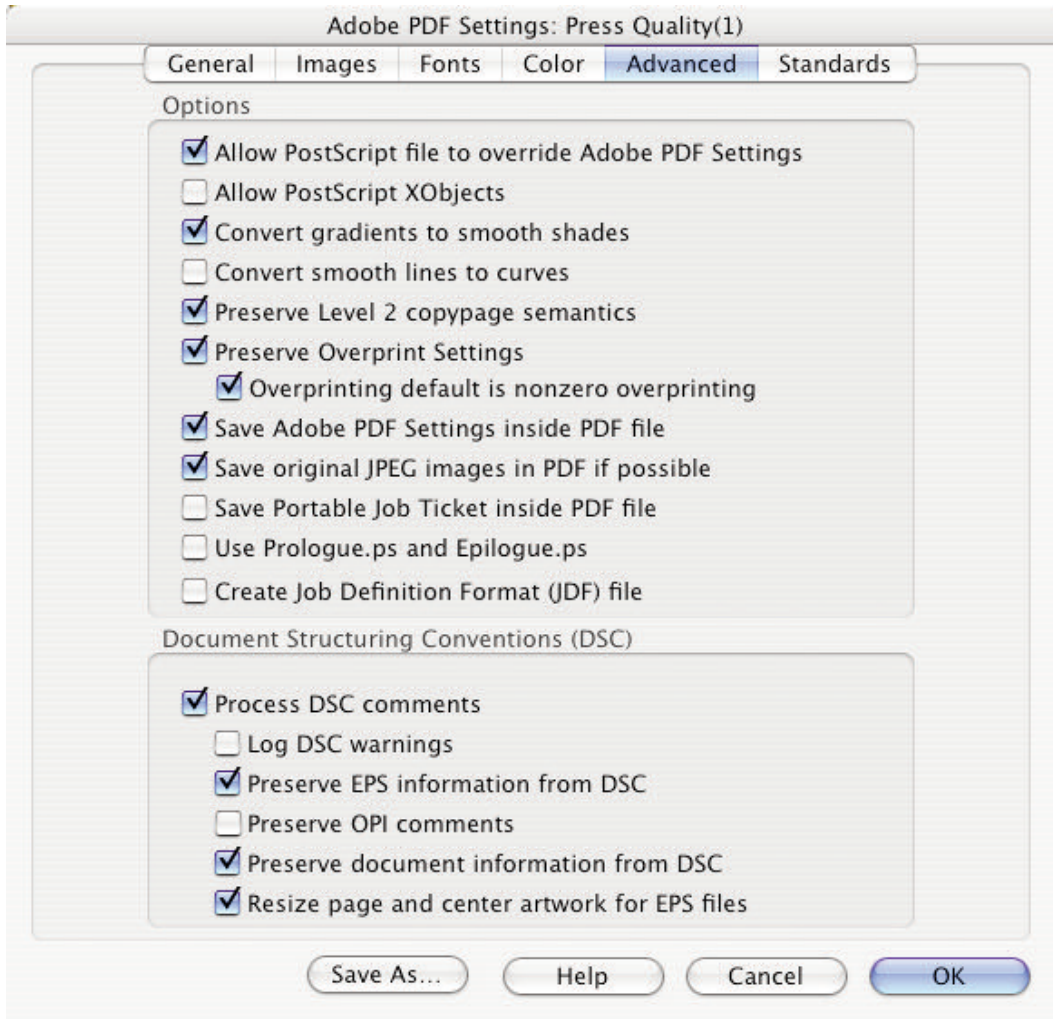 Adobe PDF Settings: Press Quality(1)
General Images Fonts Color Advanced Standards
Options
Allow PostScript file to override Adobe PDF Settings
Allow PostScript XObjects
Convert gradients to smooth shades
Convert smooth lines to curves
Preserve Level 2 copypage semantics
Preserve Overprint Settings
Overprinting default is nonzero overprinting
Save Adobe PDF Settings inside PDF file
Save original JPEG images in PDF if possible
Save Portable Job Ticket inside PDF file
Use Prologue.ps and Epilogue.ps
Create Job Definition Format (JDF) file
Document Structuring Conventions (DSC)
Process DSC comments
Log DSC warnings
Preserve EPS information from DSC
Preserve OPI comments
Preserve document information from DSC
Resize page and center artwork for EPS files
Save As... Help Cancel OK